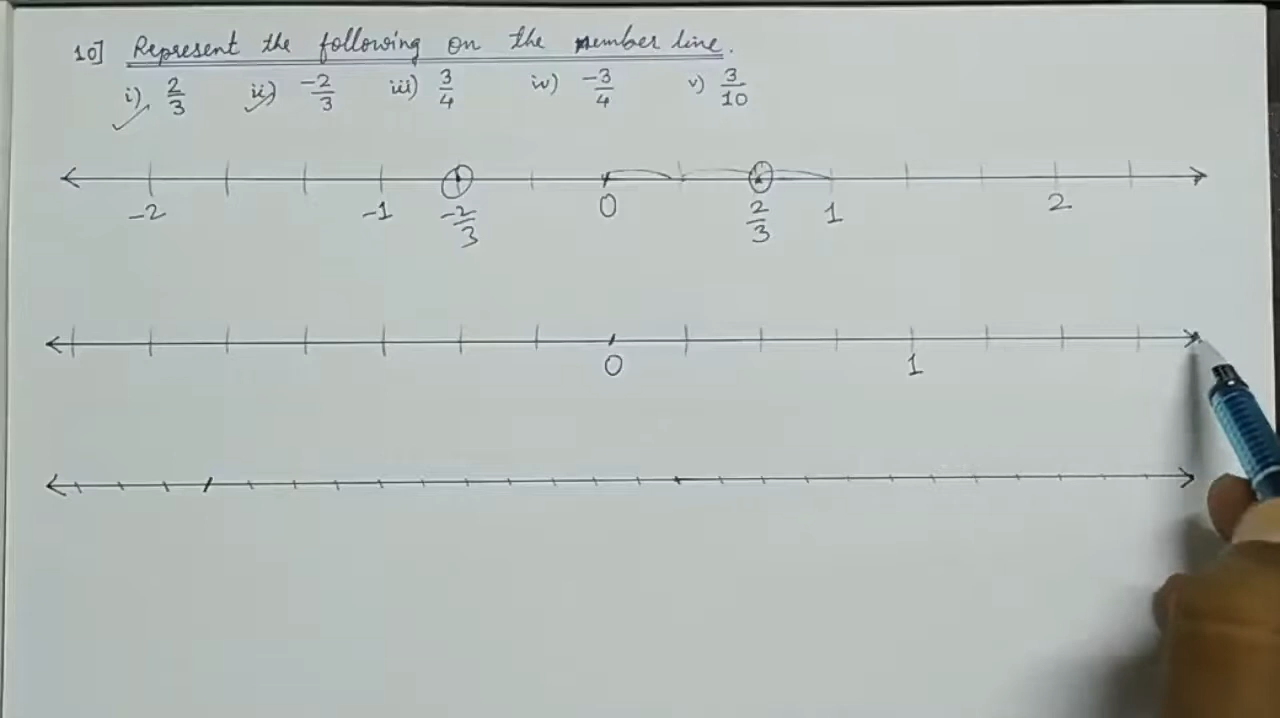 10] Represent the following on the number line.
i) 2/3 ii) -2/3 iii) 3/4 iv) -3/4 v) 3/10
-2 -1 -2/3 0 2/3 1 2
0 1